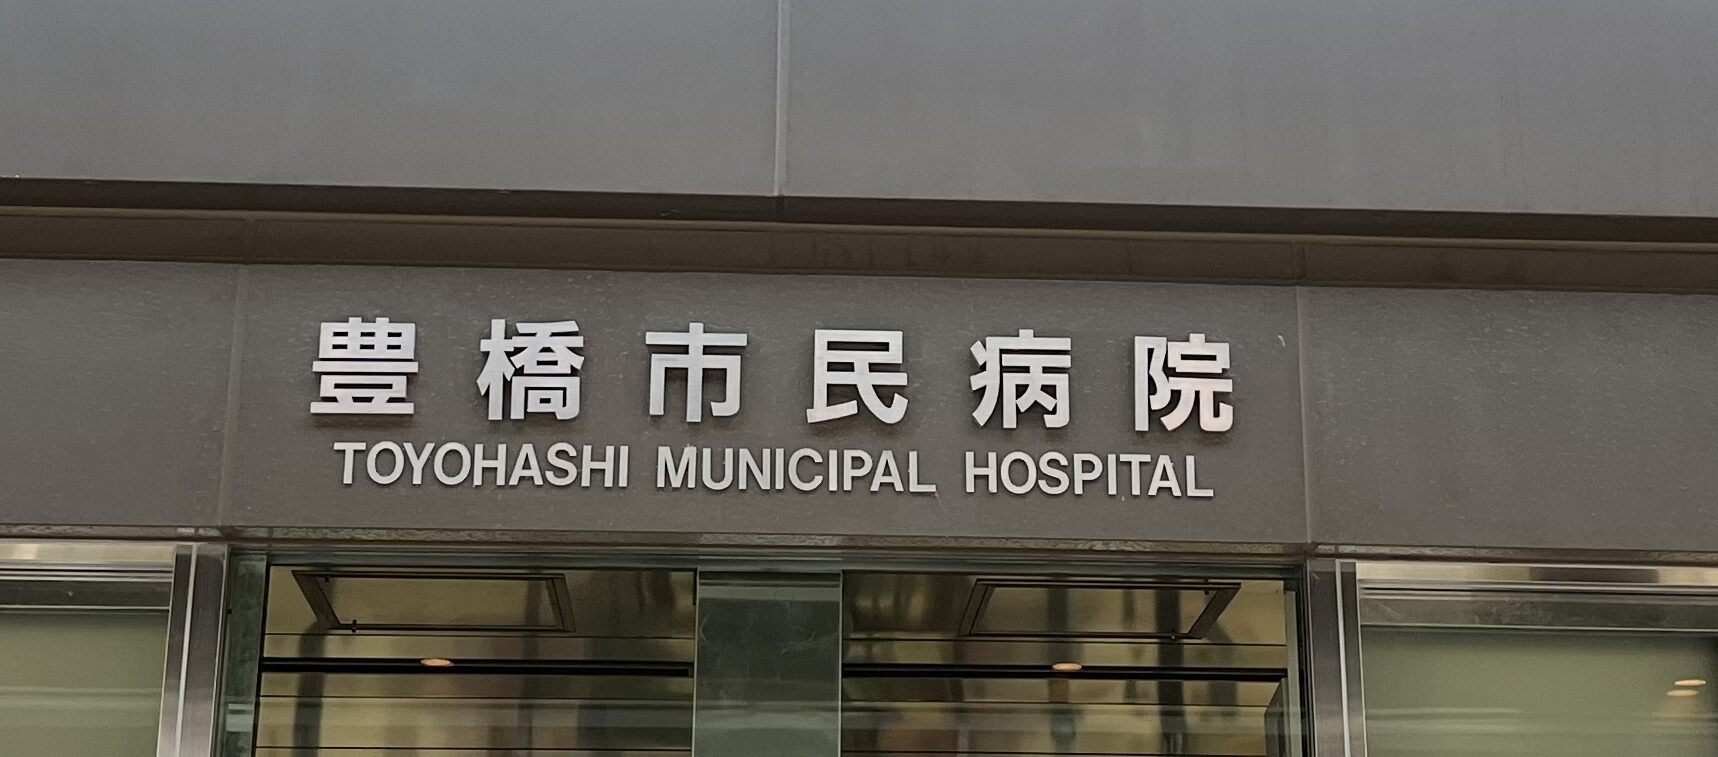 豊橋市民病院
TOYOHASHI MUNICIPAL HOSPITAL